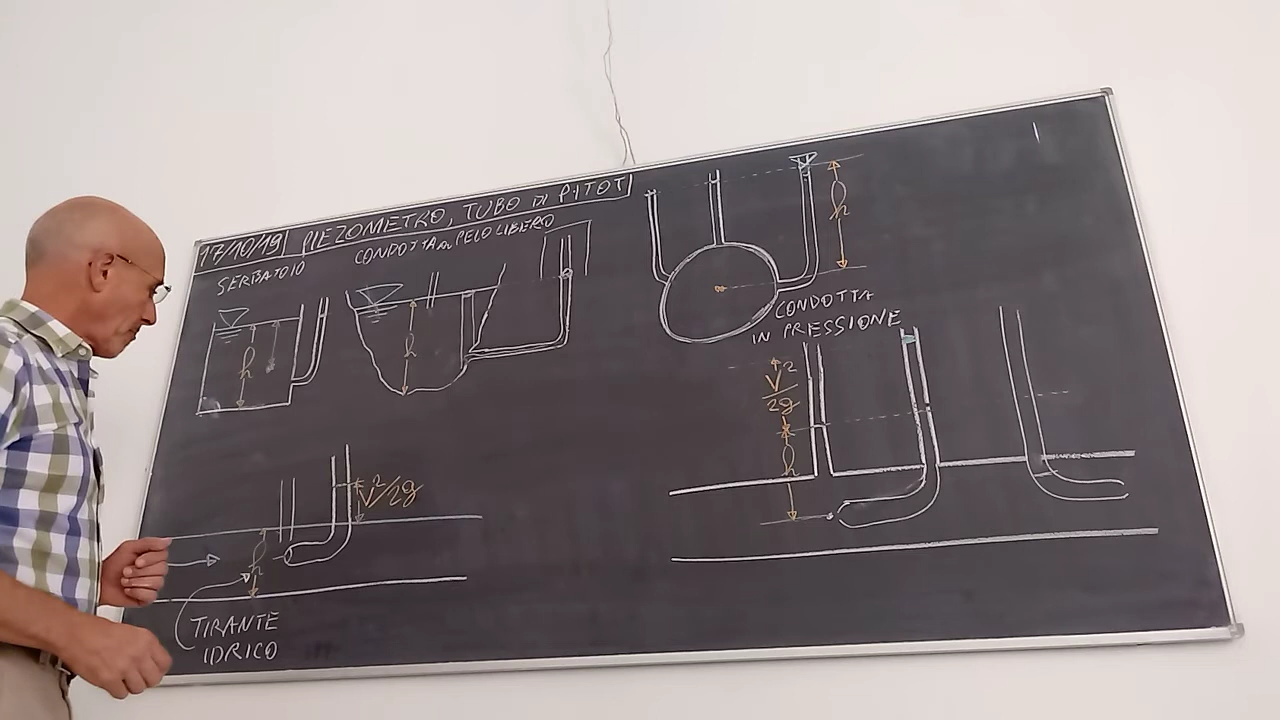 17/10/19 PIEZOMETRO, TUBO DI PITOT
SERBATOIO
CONDOTTA A PELO LIBERO
h
h
h
CONDOTTA
IN PRESSIONE
V²/2g
h
V²/2g
h
TIRANTE
IDRICO